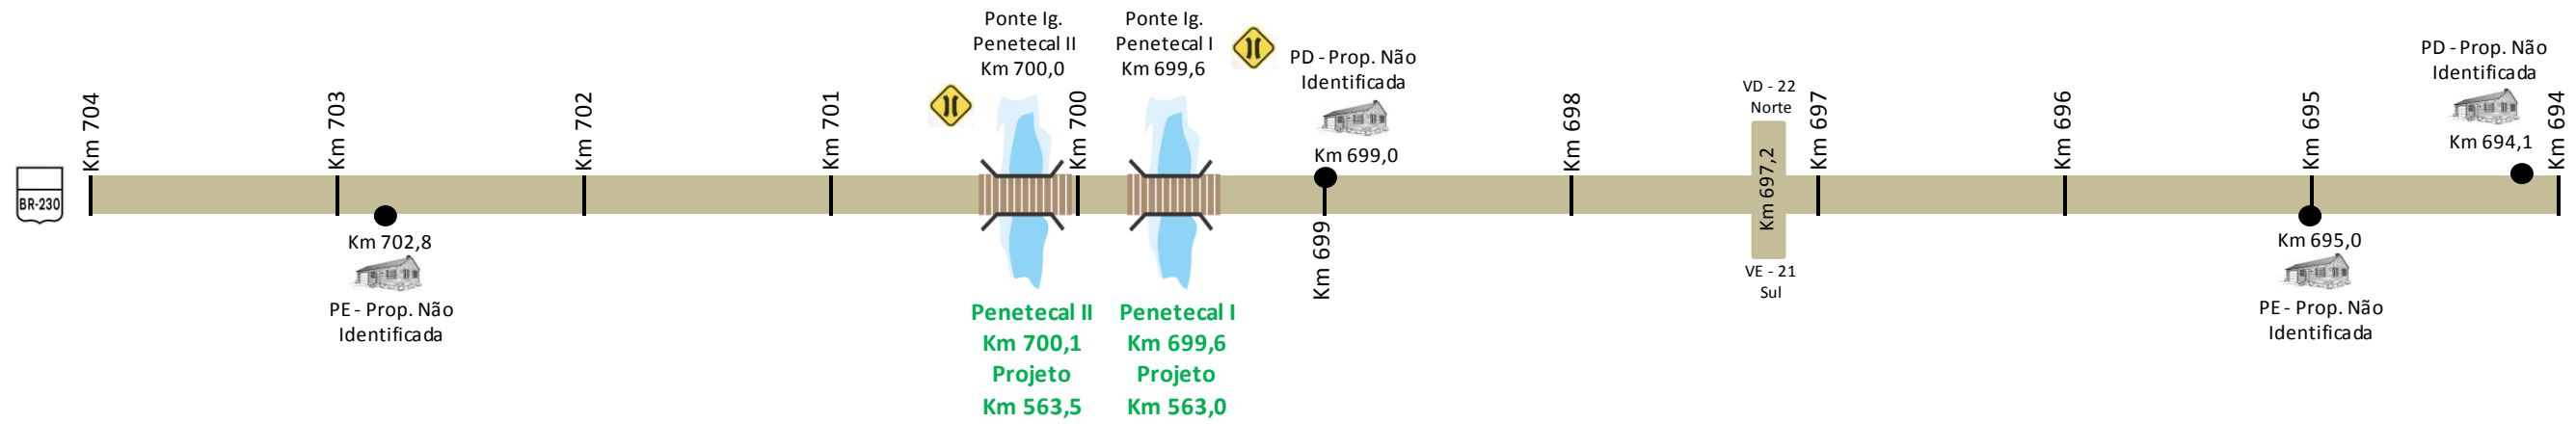 Ponte Ig.
Penetecal II
Km 700,0
Ponte Ig.
Penetecal I
Km 699,6
PD - Prop. Não
Identificada
Km 699,0
PD - Prop. Não
Identificada
Km 694,1
VD - 22
Norte
Km 697,2
VE - 21
Sul
BR-230
Km 704
Km 703
Km 702
Km 701
Km 700
Km 699
Km 698
Km 697
Km 696
Km 695
Km 694
Km 702,8
PE - Prop. Não
Identificada
Penetecal II
Km 700,1
Projeto
Km 563,5
Penetecal I
Km 699,6
Projeto
Km 563,0
Km 695,0
PE - Prop. Não
Identificada